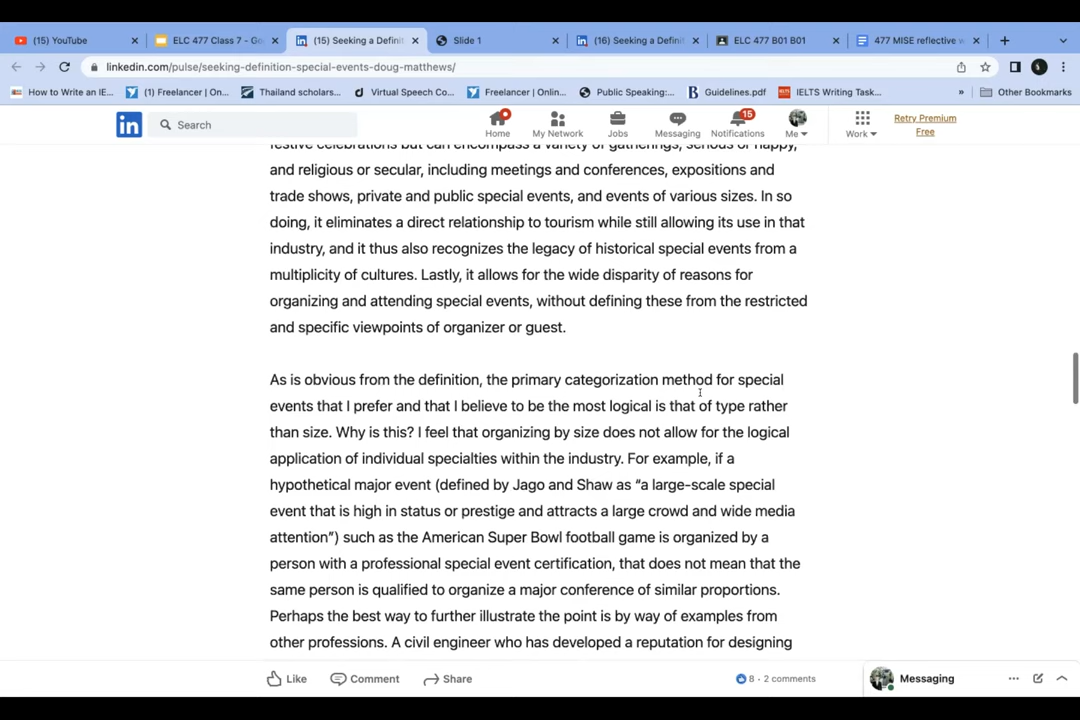 (15) YouTube
ELC 477 Class 7 - Go
(15) Seeking a Definit
Slide 1
(16) Seeking a Definit
ELC 477 B01 B01
477 MISE reflective w
linkedin.com/pulse/seeking-definition-special-events-doug-matthews/
How to Write an IE...
(1) Freelancer | On...
Thailand scholars...
Virtual Speech Co...
Freelancer | Onlin...
Public Speaking:...
Guidelines.pdf
IELTS Writing Task...
»
Other Bookmarks
in
Search
Home
My Network
Jobs
Messaging
15
Notifications
Me
Work
Retry Premium
Free
festive celebrations but can encompass a variety of gatherings, serious or happy,
and religious or secular, including meetings and conferences, expositions and
trade shows, private and public special events, and events of various sizes. In so
doing, it eliminates a direct relationship to tourism while still allowing its use in that
industry, and it thus also recognizes the legacy of historical special events from a
multiplicity of cultures. Lastly, it allows for the wide disparity of reasons for
organizing and attending special events, without defining these from the restricted
and specific viewpoints of organizer or guest.
As is obvious from the definition, the primary categorization method for special
events that I prefer and that I believe to be the most logical is that of type rather
than size. Why is this? I feel that organizing by size does not allow for the logical
application of individual specialties within the industry. For example, if a
hypothetical major event (defined by Jago and Shaw as “a large-scale special
event that is high in status or prestige and attracts a large crowd and wide media
attention”) such as the American Super Bowl football game is organized by a
person with a professional special event certification, that does not mean that the
same person is qualified to organize a major conference of similar proportions.
Perhaps the best way to further illustrate the point is by way of examples from
other professions. A civil engineer who has developed a reputation for designing
Like
Comment
Share
8 · 2 comments
Messaging